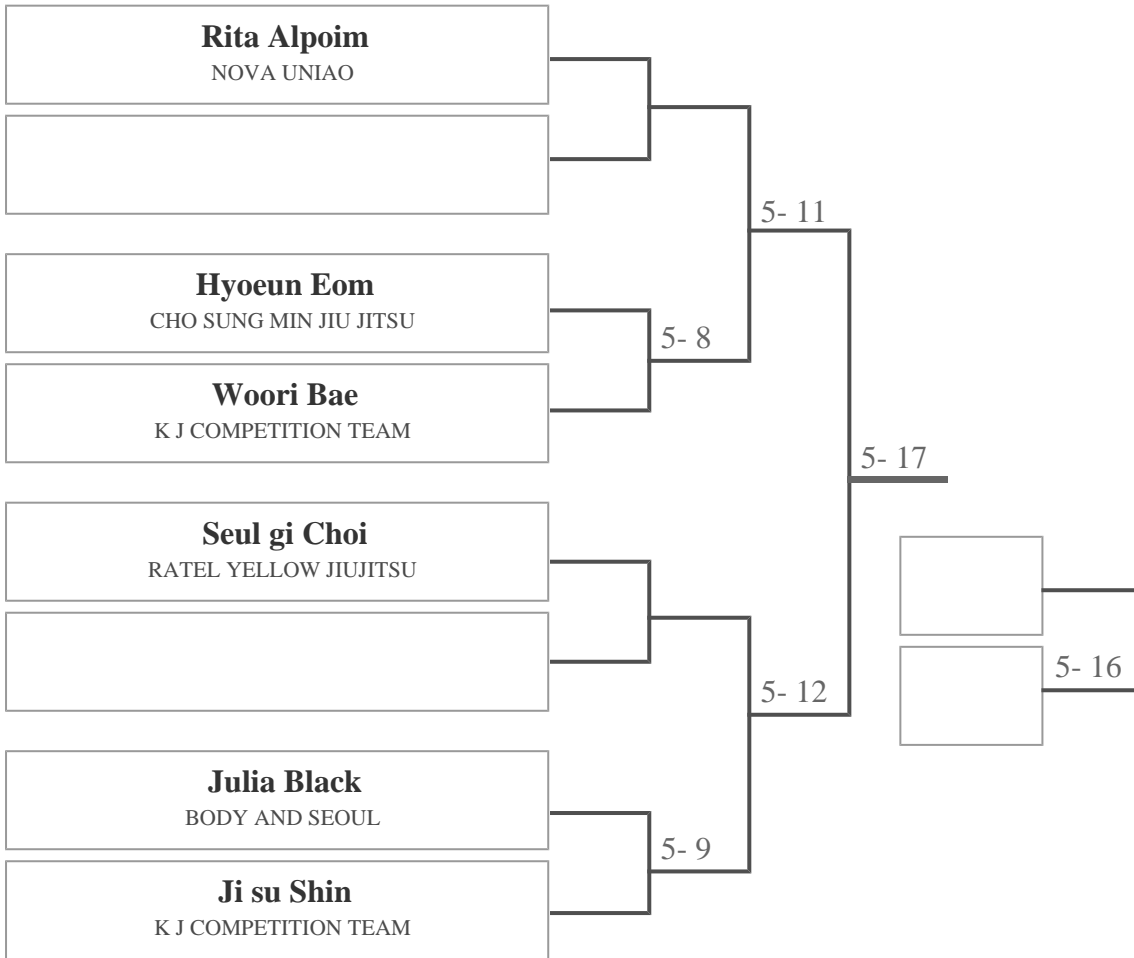 Rita Alpoim
NOVA UNIAO
5- 11
Hyoeun Eom
CHO SUNG MIN JIU JITSU
5- 8
Woori Bae
K J COMPETITION TEAM
5- 17
Seul gi Choi
RATEL YELLOW JIUJITSU
5- 16
5- 12
Julia Black
BODY AND SEOUL
5- 9
Ji su Shin
K J COMPETITION TEAM